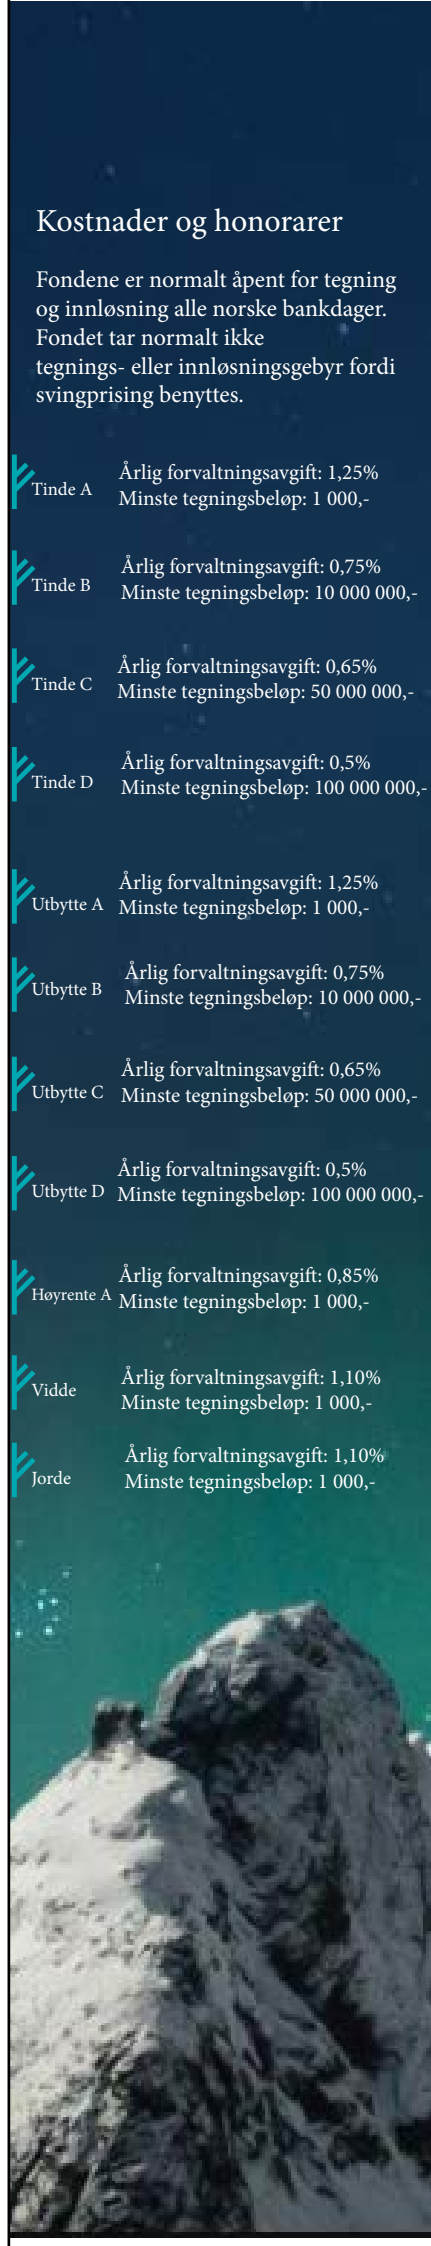 Kostnader og honorarer
Fondene er normalt åpent for tegning
og innløsning alle norske bankdager.
Fondet tar normalt ikke
tegnings- eller innløsningsgebyr fordi
svingprising benyttes.
Tinde A
Årlig forvaltningsavgift: 1,25%
Minste tegningsbeløp: 1 000,-
Tinde B
Årlig forvaltningsavgift: 0,75%
Minste tegningsbeløp: 10 000 000,-
Tinde C
Årlig forvaltningsavgift: 0,65%
Minste tegningsbeløp: 50 000 000,-
Tinde D
Årlig forvaltningsavgift: 0,5%
Minste tegningsbeløp: 100 000 000,-
Utbytte A
Årlig forvaltningsavgift: 1,25%
Minste tegningsbeløp: 1 000,-
Utbytte B
Årlig forvaltningsavgift: 0,75%
Minste tegningsbeløp: 10 000 000,-
Utbytte C
Årlig forvaltningsavgift: 0,65%
Minste tegningsbeløp: 50 000 000,-
Utbytte D
Årlig forvaltningsavgift: 0,5%
Minste tegningsbeløp: 100 000 000,-
Høyrente A
Årlig forvaltningsavgift: 0,85%
Minste tegningsbeløp: 1 000,-
Vidde
Årlig forvaltningsavgift: 1,10%
Minste tegningsbeløp: 1 000,-
Jorde
Årlig forvaltningsavgift: 1,10%
Minste tegningsbeløp: 1 000,-